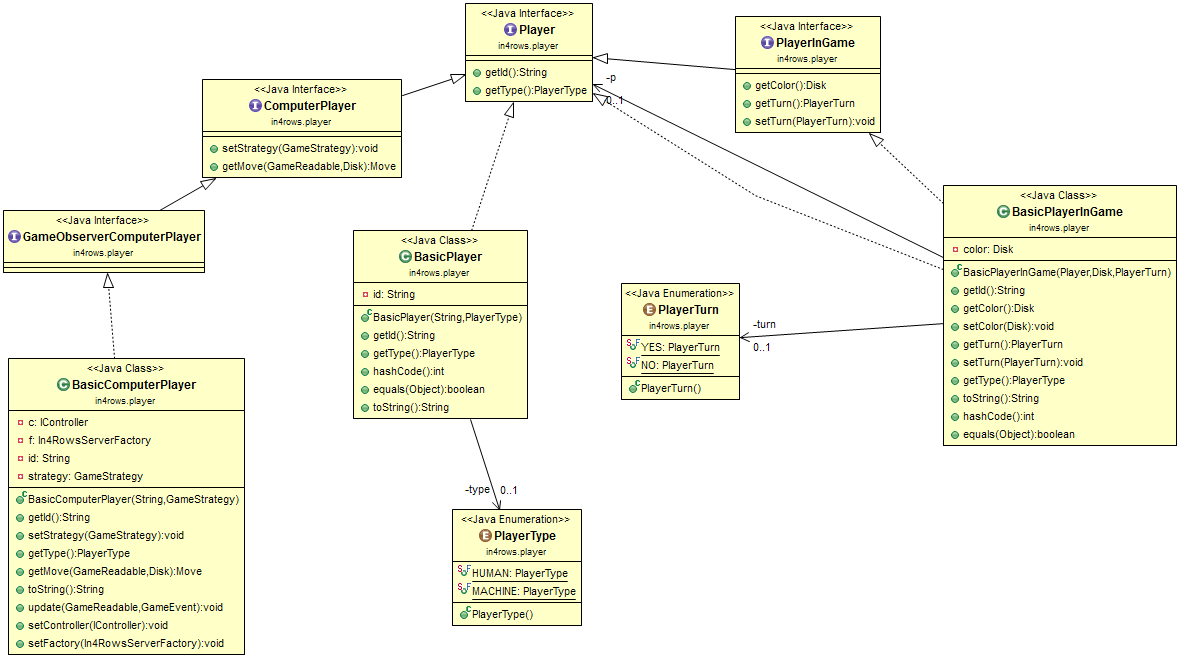 <<Java Interface>>
Player
in4rows.player
getId():String
getType():PlayerType
<<Java Interface>>
PlayerInGame
in4rows.player
getColor():Disk
getTurn():PlayerTurn
setTurn(PlayerTurn):void
<<Java Interface>>
ComputerPlayer
in4rows.player
setStrategy(GameStrategy):void
getMove(GameReadable,Disk):Move
-p
0..1
<<Java Interface>>
GameObserverComputerPlayer
in4rows.player
<<Java Class>>
BasicPlayer
in4rows.player
id: String
BasicPlayer(String,PlayerType)
getId():String
getType():PlayerType
hashCode():int
equals(Object):boolean
toString():String
<<Java Class>>
BasicPlayerInGame
in4rows.player
color: Disk
BasicPlayerInGame(Player,Disk,PlayerTurn)
getId():String
getColor():Disk
setColor(Disk):void
getTurn():PlayerTurn
setTurn(PlayerTurn):void
getType():PlayerType
toString():String
hashCode():int
equals(Object):boolean
<<Java Enumeration>>
PlayerTurn
in4rows.player
YES: PlayerTurn
NO: PlayerTurn
PlayerTurn()
-turn
0..1
<<Java Class>>
BasicComputerPlayer
in4rows.player
c: IController
f: In4RowsServerFactory
id: String
strategy: GameStrategy
BasicComputerPlayer(String,GameStrategy)
getId():String
setStrategy(GameStrategy):void
getType():PlayerType
getMove(GameReadable,Disk):Move
toString():String
update(GameReadable,GameEvent):void
setController(IController):void
setFactory(In4RowsServerFactory):void
-type
0..1
<<Java Enumeration>>
PlayerType
in4rows.player
HUMAN: PlayerType
MACHINE: PlayerType
PlayerType()